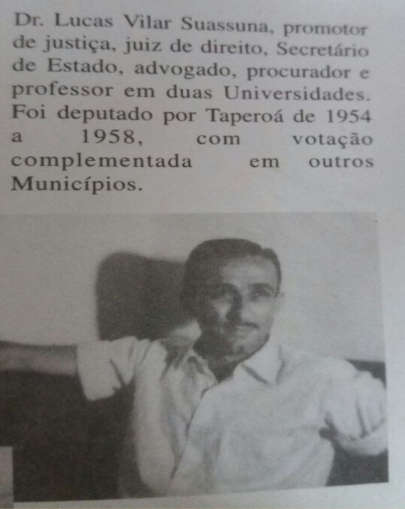 Dr. Lucas Vilar Suassuna, promotor
de justiça, juiz de direito, Secretário
de Estado, advogado, procurador e
professor em duas Universidades.
Foi deputado por Taperoá de 1954
a 1958, com votação
complementada em outros
Municípios.